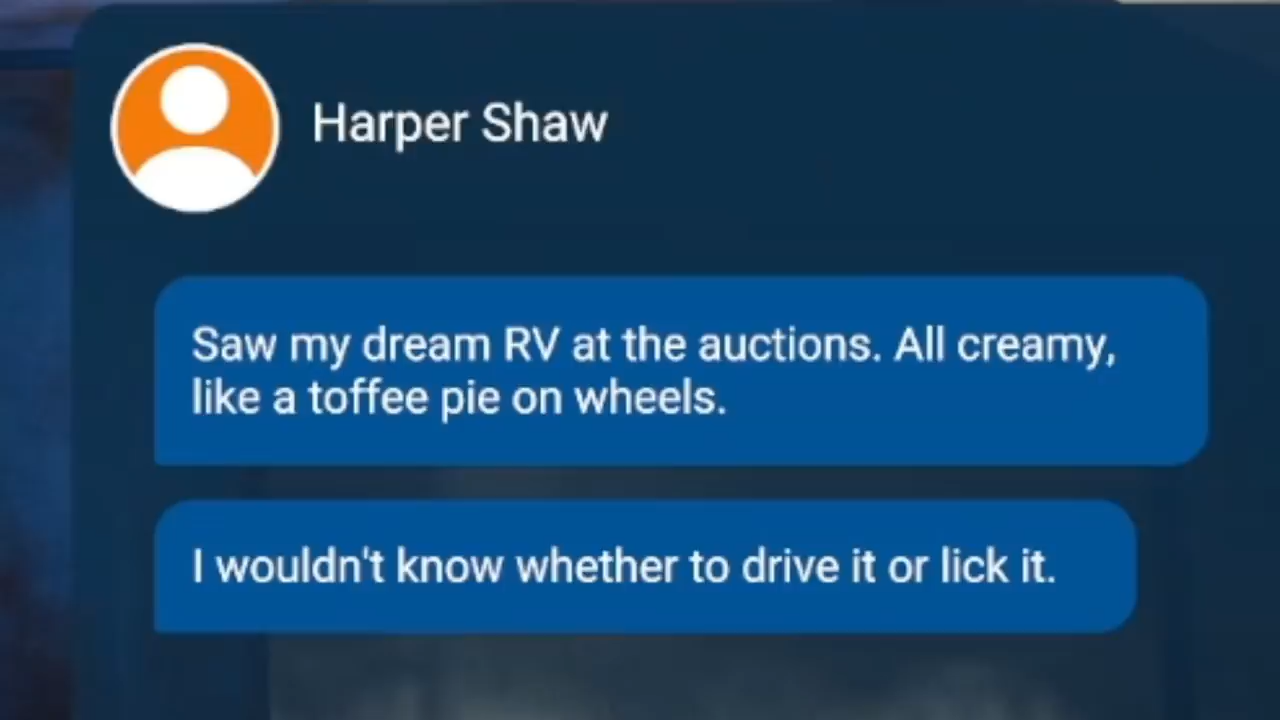 Harper Shaw
Saw my dream RV at the auctions. All creamy,
like a toffee pie on wheels.
I wouldn't know whether to drive it or lick it.